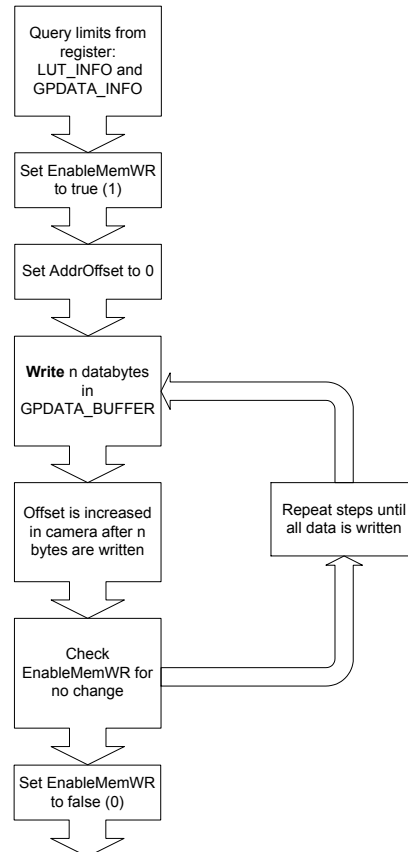 Query limits from
register:
LUT_INFO and
GPDATA_INFO
Set EnableMemWR
to true (1)
Set AddrOffset to 0
Write n databytes
in
GPDATA_BUFFER
Offset is increased
in camera after n
bytes are written
Repeat steps until
all data is written
Check
EnableMemWR for
no change
Set EnableMemWR
to false (0)